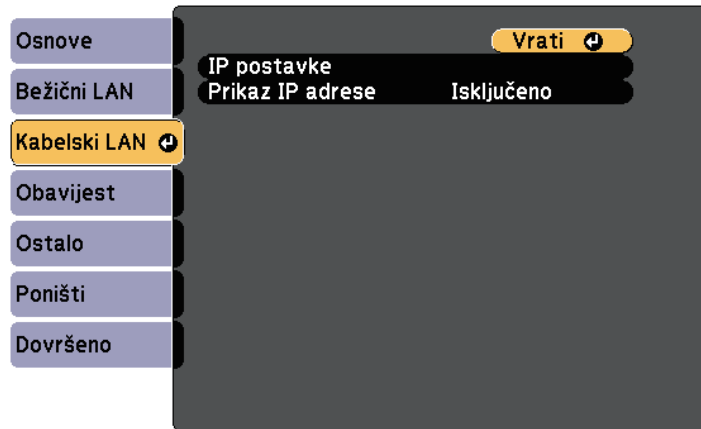 Osnove
Bežični LAN
Kabelski LAN
Obavijest
Ostalo
Poništi
Dovršeno
Vrati
IP postavke
Prikaz IP adrese Isključeno